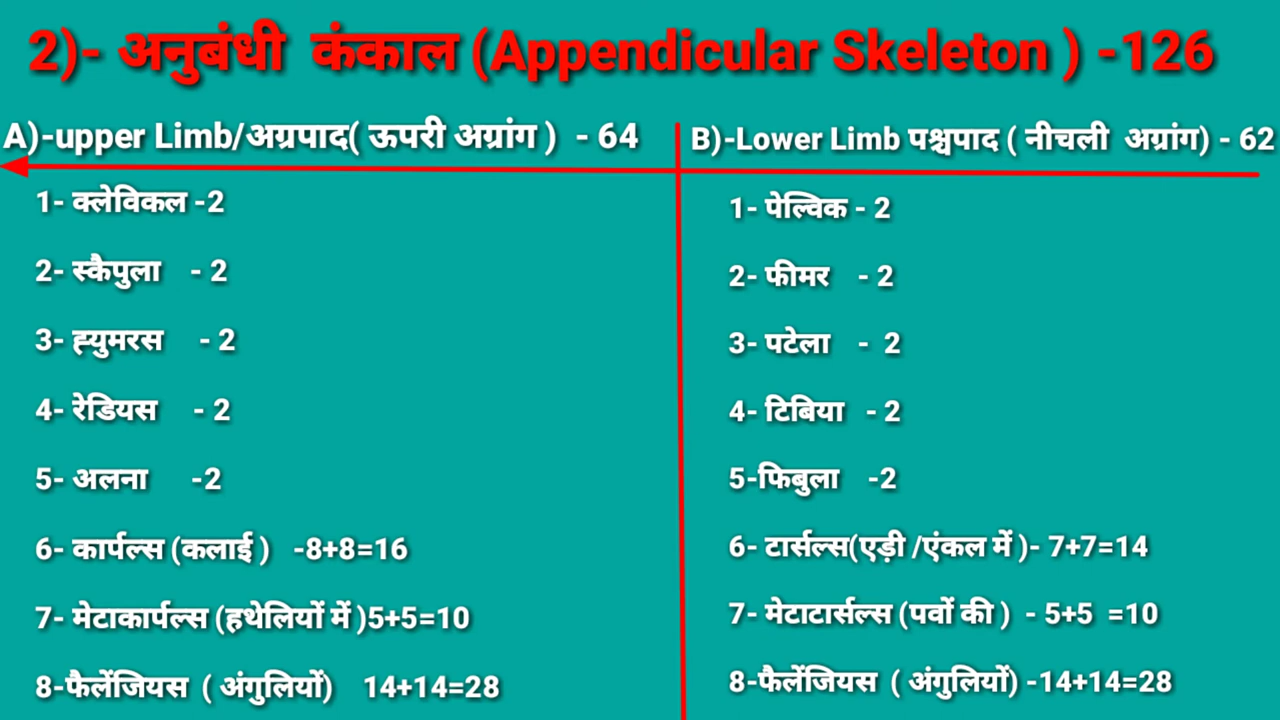 2)- अनुबंधी कंकाल (Appendicular Skeleton ) -126
A)-upper Limb/अग्रपाद( ऊपरी अग्रांग ) - 64
1- क्लेविकल -2
2- स्कैपुला - 2
3- ह्युमरस - 2
4- रेडियस - 2
5- अलना -2
6- कार्पल्स (कलाई ) -8+8=16
7- मेटाकार्पल्स (हथेलियों में )5+5=10
8-फैलेंजियस ( अंगुलियों) 14+14=28
B)-Lower Limb पश्चपाद ( नीचली अग्रांग) - 62
1- पेल्विक - 2
2- फीमर - 2
3- पटेला - 2
4- टिबिया - 2
5-फिबुला -2
6- टार्सल्स(एड़ी /एंकल में )- 7+7=14
7- मेटाटार्सल्स (पवों की ) - 5+5 =10
8-फैलेंजियस ( अंगुलियों) -14+14=28